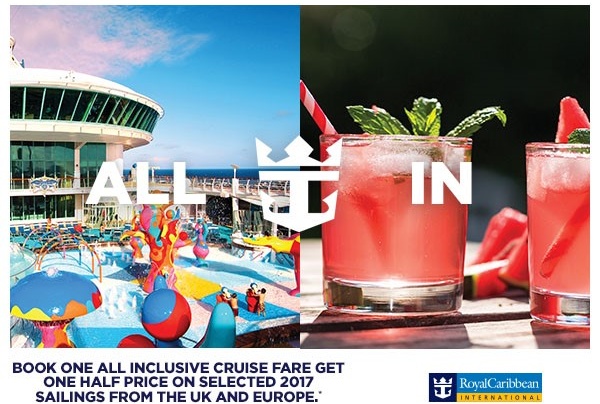 ALL IN
BOOK ONE ALL INCLUSIVE CRUISE FARE GET
ONE HALF PRICE ON SELECTED 2017
SAILINGS FROM THE UK AND EUROPE.*
RoyalCaribbean
INTERNATIONAL